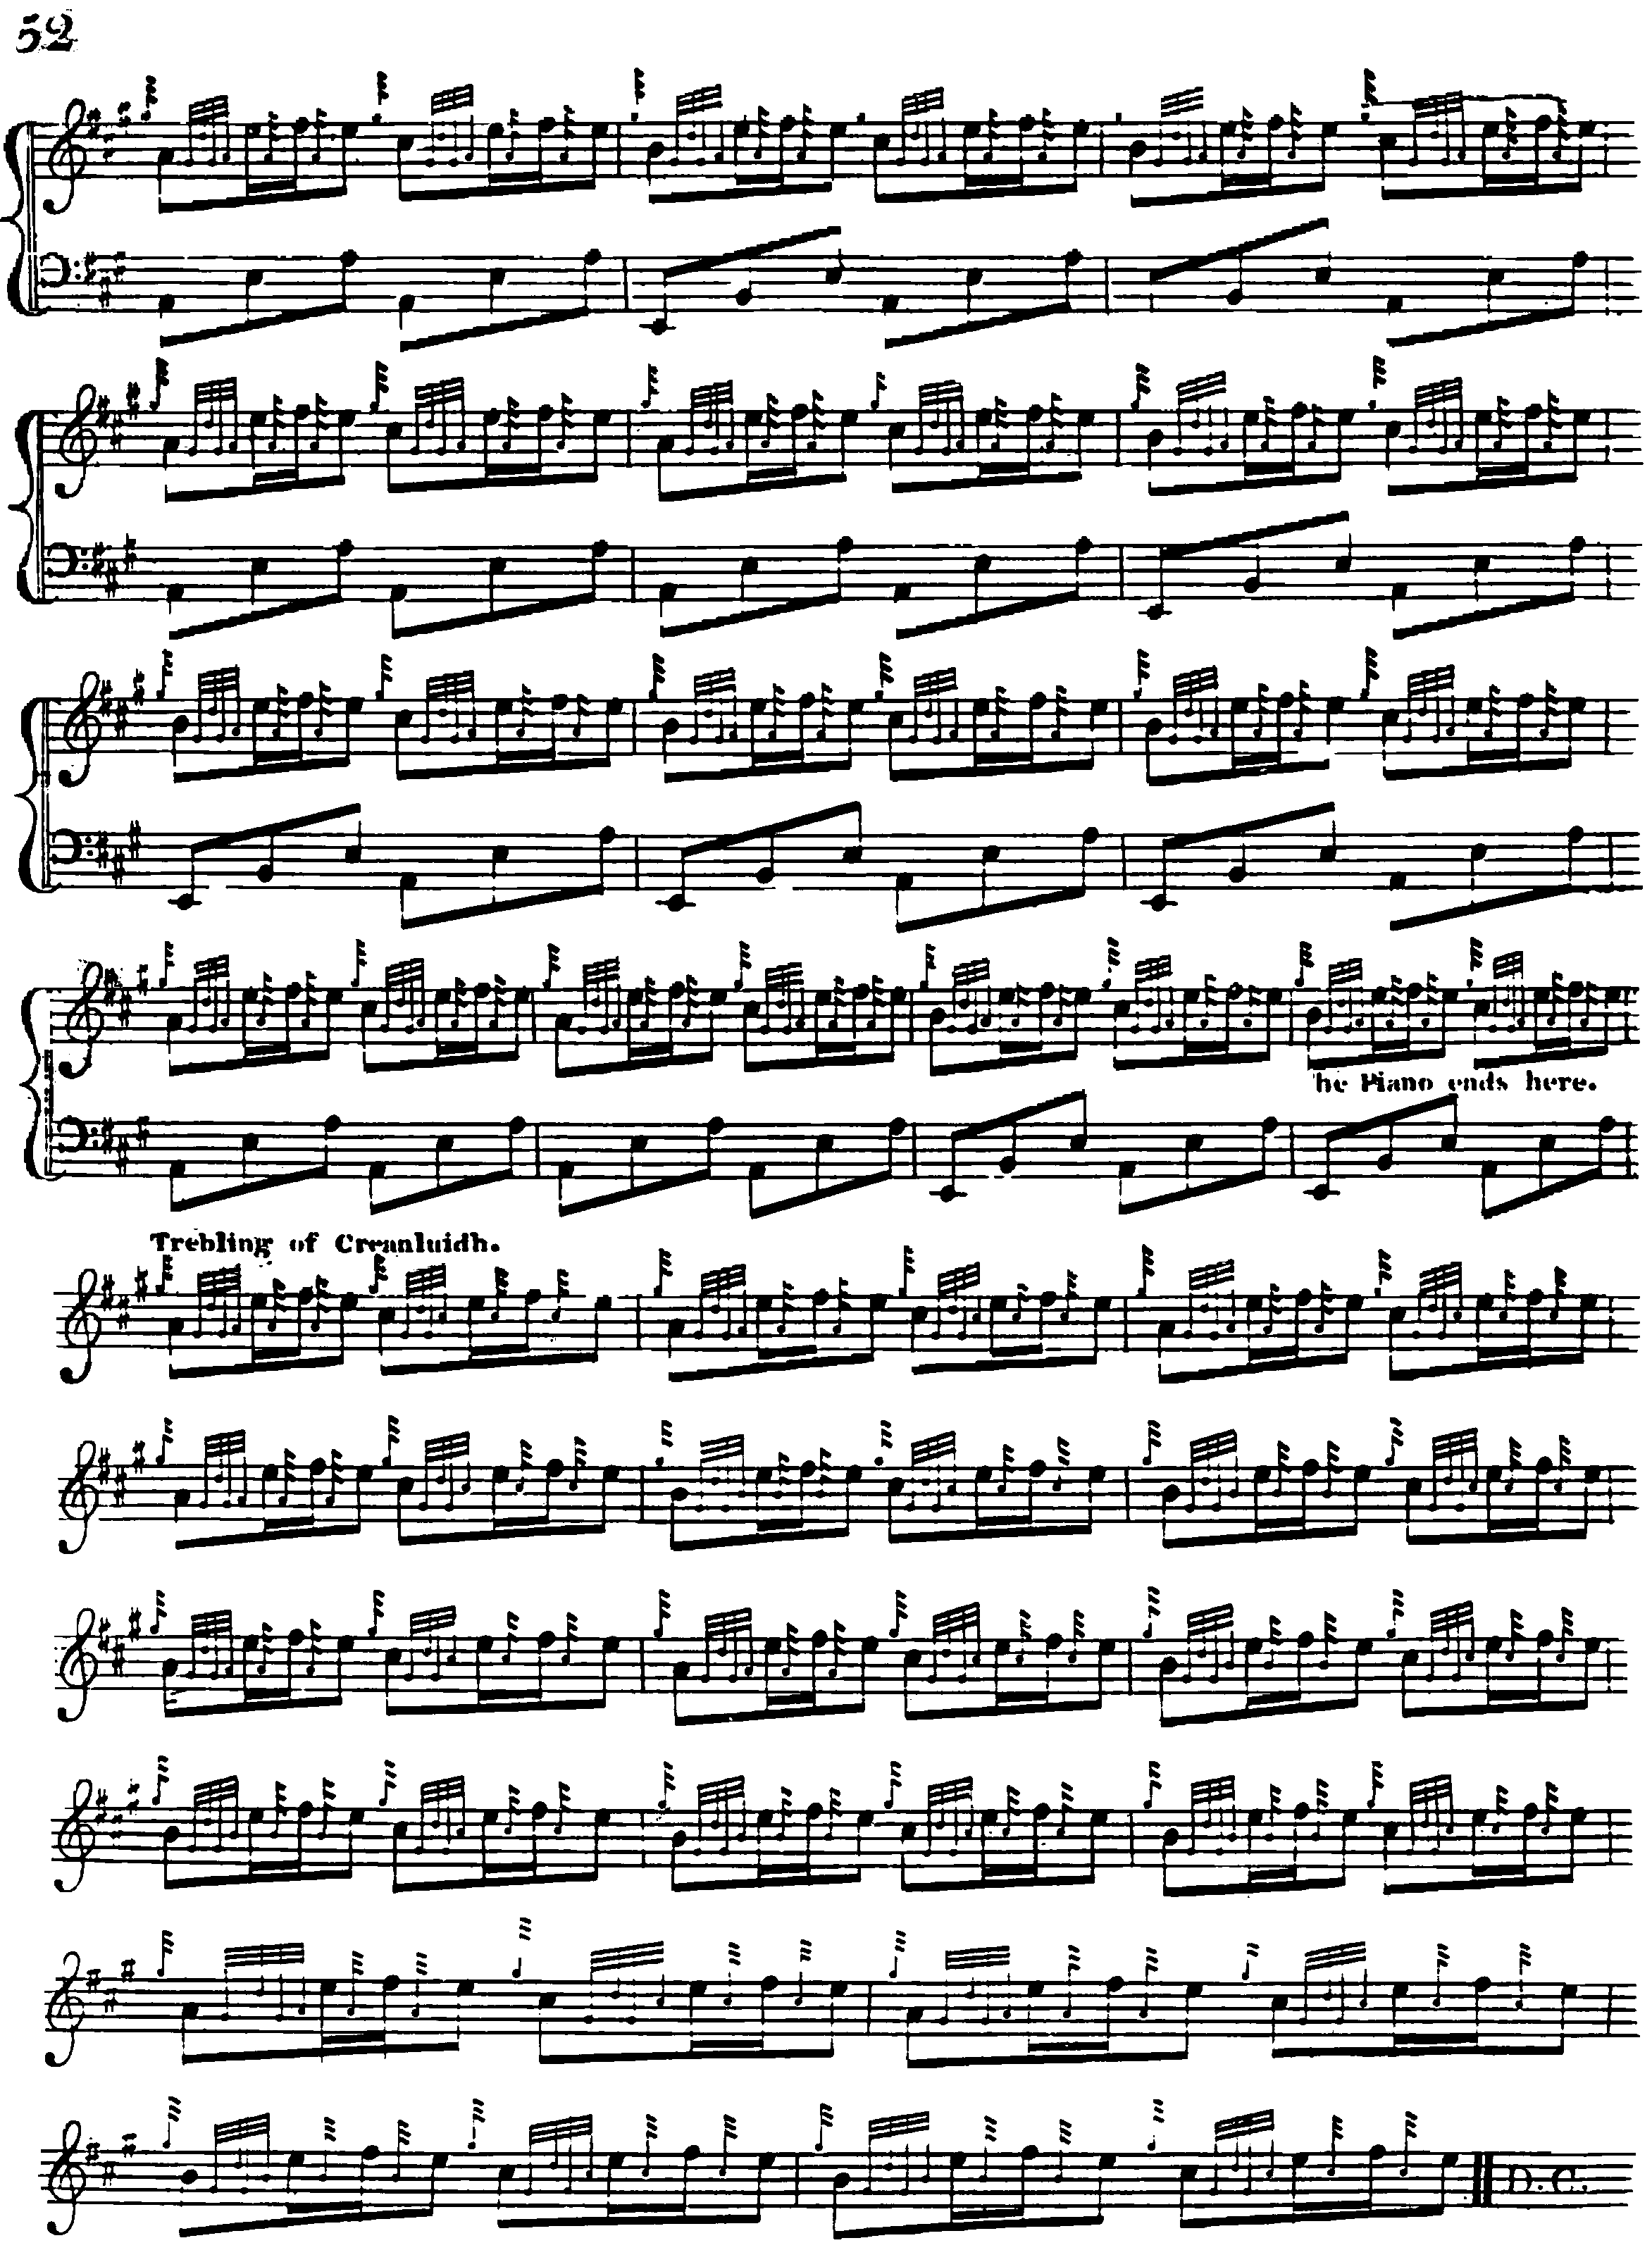 52
he Piano ends here.
Trebling of Creanluidh.
D.C.